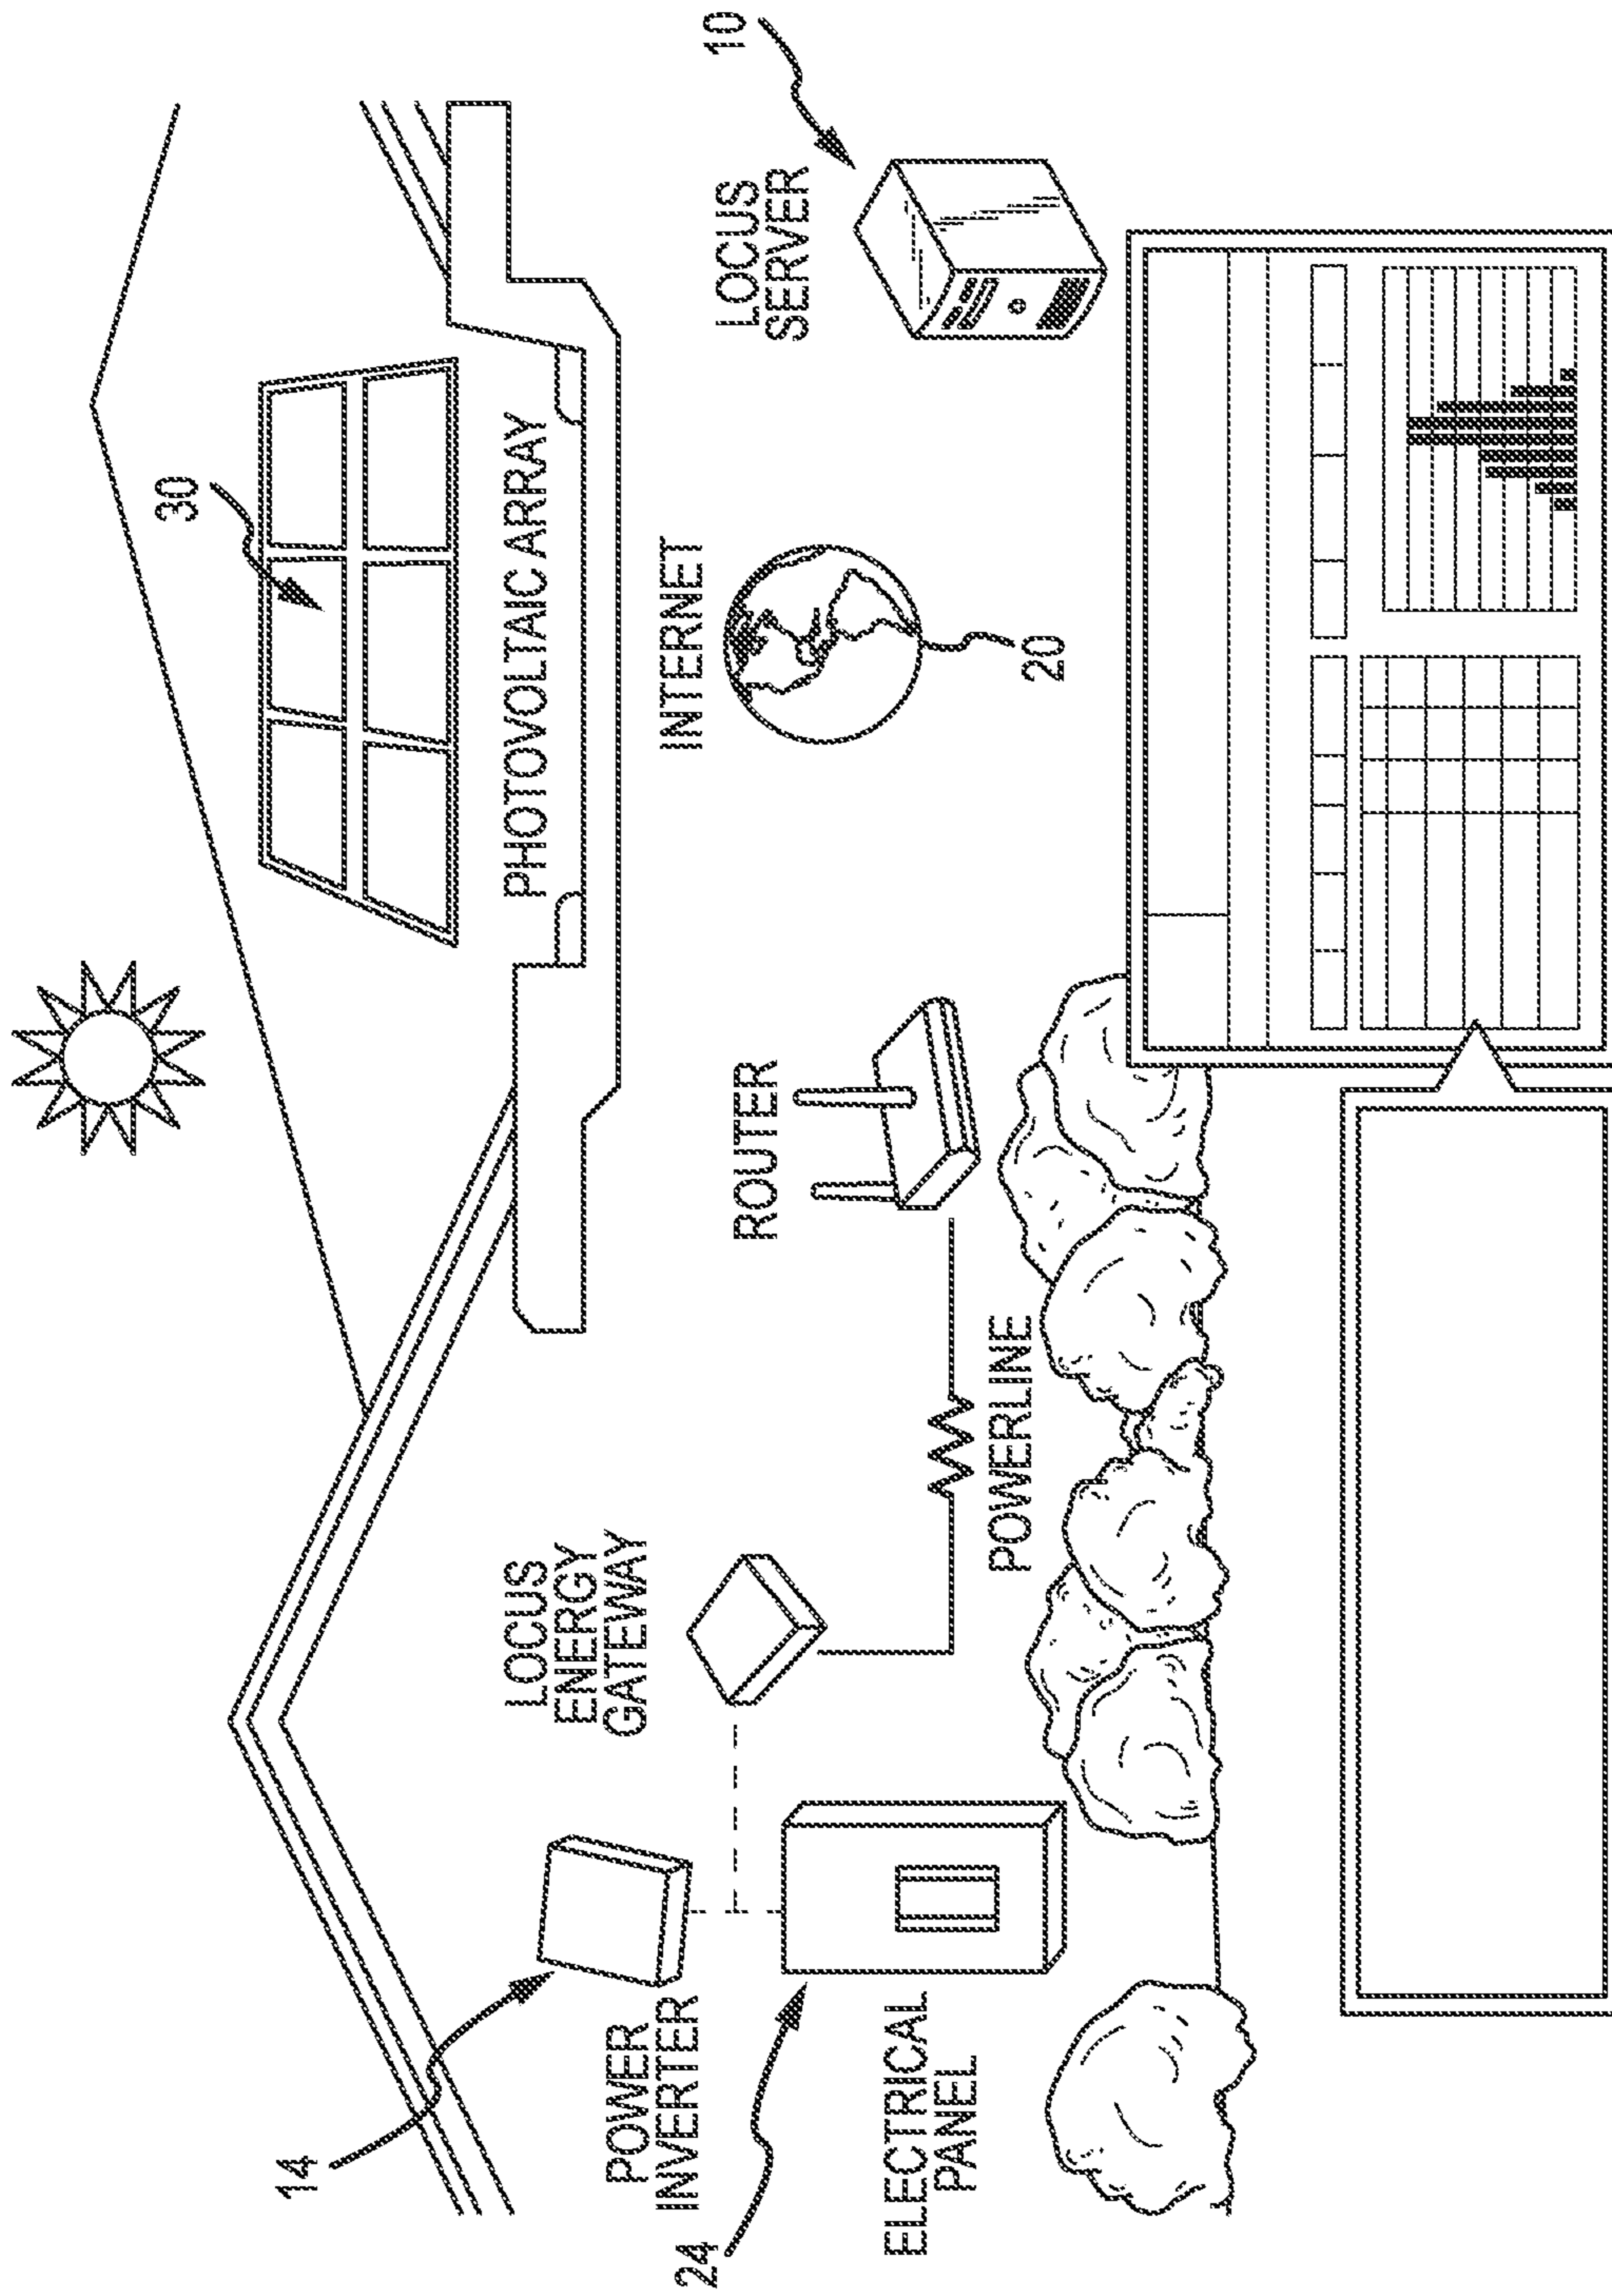 30
PHOTOVOLTAIC ARRAY
14
POWER
INVERTER
24
ELECTRICAL
PANEL
LOCUS
ENERGY
GATEWAY
POWERLINE
ROUTER
INTERNET
20
LOCUS
SERVER
10